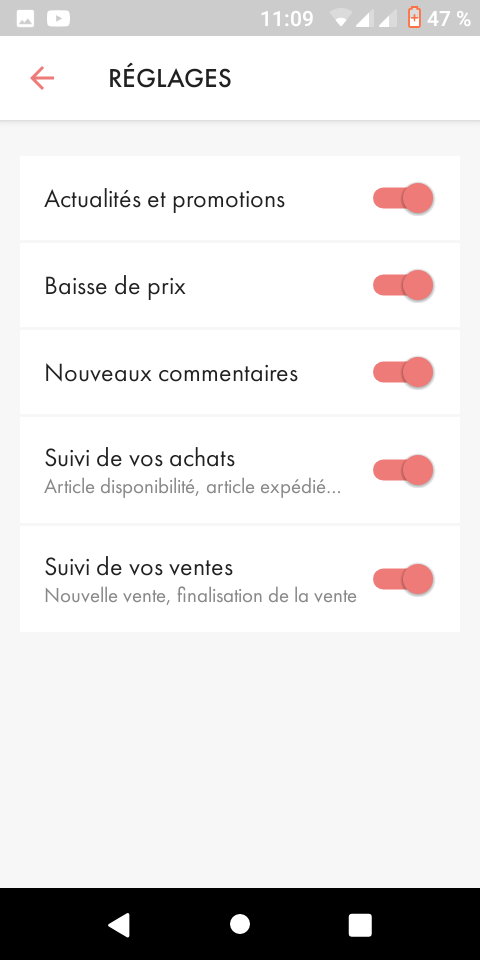 11:09 47 %
RÉGLAGES
Actualités et promotions
Baisse de prix
Nouveaux commentaires
Suivi de vos achats
Article disponibilité, article expédié...
Suivi de vos ventes
Nouvelle vente, finalisation de la vente